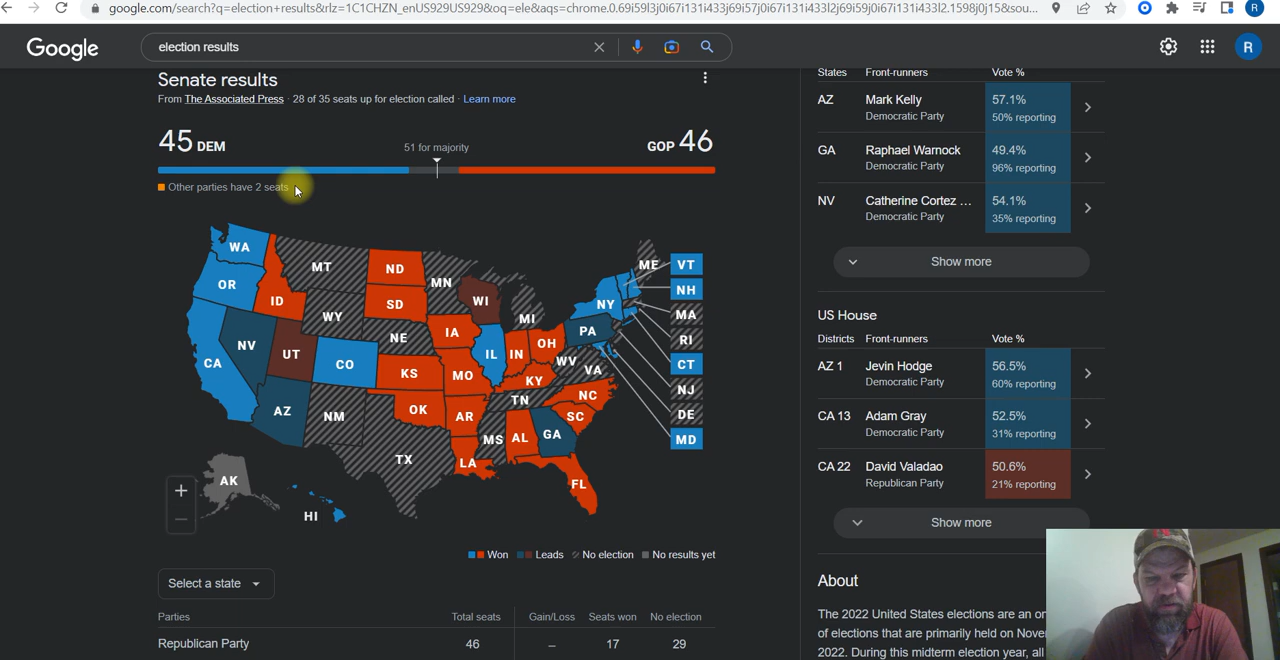 google.com/search?q=election+results&rlz=1C1CHZN_enUS929US929&oq=ele&aqs=chrome.0.69i59l3j0i67i131i433j69i57j0i67i131i433l2j69i59j0i67i131i433l2.1598j0j15&sou...
R
Google
election results
R
Senate results
From The Associated Press · 28 of 35 seats up for election called · Learn more
45 DEM
51 for majority
GOP 46
Other parties have 2 seats
WA
OR
CA
NV
ID
MT
WY
UT
AZ
CO
NM
ND
SD
NE
KS
OK
TX
MN
IA
MO
AR
LA
WI
IL
MI
IN
OH
KY
TN
MS
AL
GA
FL
SC
NC
WV
VA
PA
NY
ME
VT
NH
MA
RI
CT
NJ
DE
MD
AK
HI
+
−
Won
Leads
No election
No results yet
Select a state
Parties Total seats Gain/Loss Seats won No election
Republican Party 46 – 17 29
States Front-runners Vote %
AZ Mark Kelly 57.1%
Democratic Party 50% reporting
GA Raphael Warnock 49.4%
Democratic Party 96% reporting
NV Catherine Cortez ... 54.1%
Democratic Party 35% reporting
Show more
US House
Districts Front-runners Vote %
AZ 1 Jevin Hodge 56.5%
Democratic Party 60% reporting
CA 13 Adam Gray 52.5%
Democratic Party 31% reporting
CA 22 David Valadao 50.6%
Republican Party 21% reporting
Show more
About
The 2022 United States elections are an on
of elections that are primarily held on Nove
2022. During this midterm election year, all